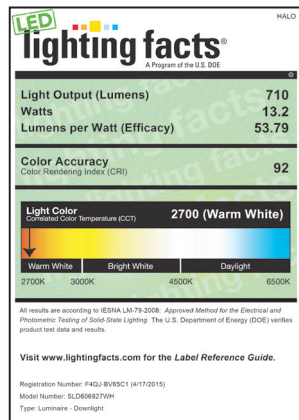 HALO
LED
lighting facts®
A Program of the U.S. DOE
Light Output (Lumens) 710
Watts 13.2
Lumens per Watt (Efficacy) 53.79
Color Accuracy
Color Rendering Index (CRI) 92
Light Color
Correlated Color Temperature (CCT) 2700 (Warm White)
Warm White Bright White Daylight
2700K 3000K 4500K 6500K
All results are according to IESNA LM-79-2008: Approved Method for the Electrical and
Photometric Testing of Solid-State Lighting. The U.S. Department of Energy (DOE) verifies
product test data and results.
Visit www.lightingfacts.com for the Label Reference Guide.
Registration Number: F4QJ-BV65C1 (4/17/2015)
Model Number: SLD606927WH
Type: Luminaire - Downlight